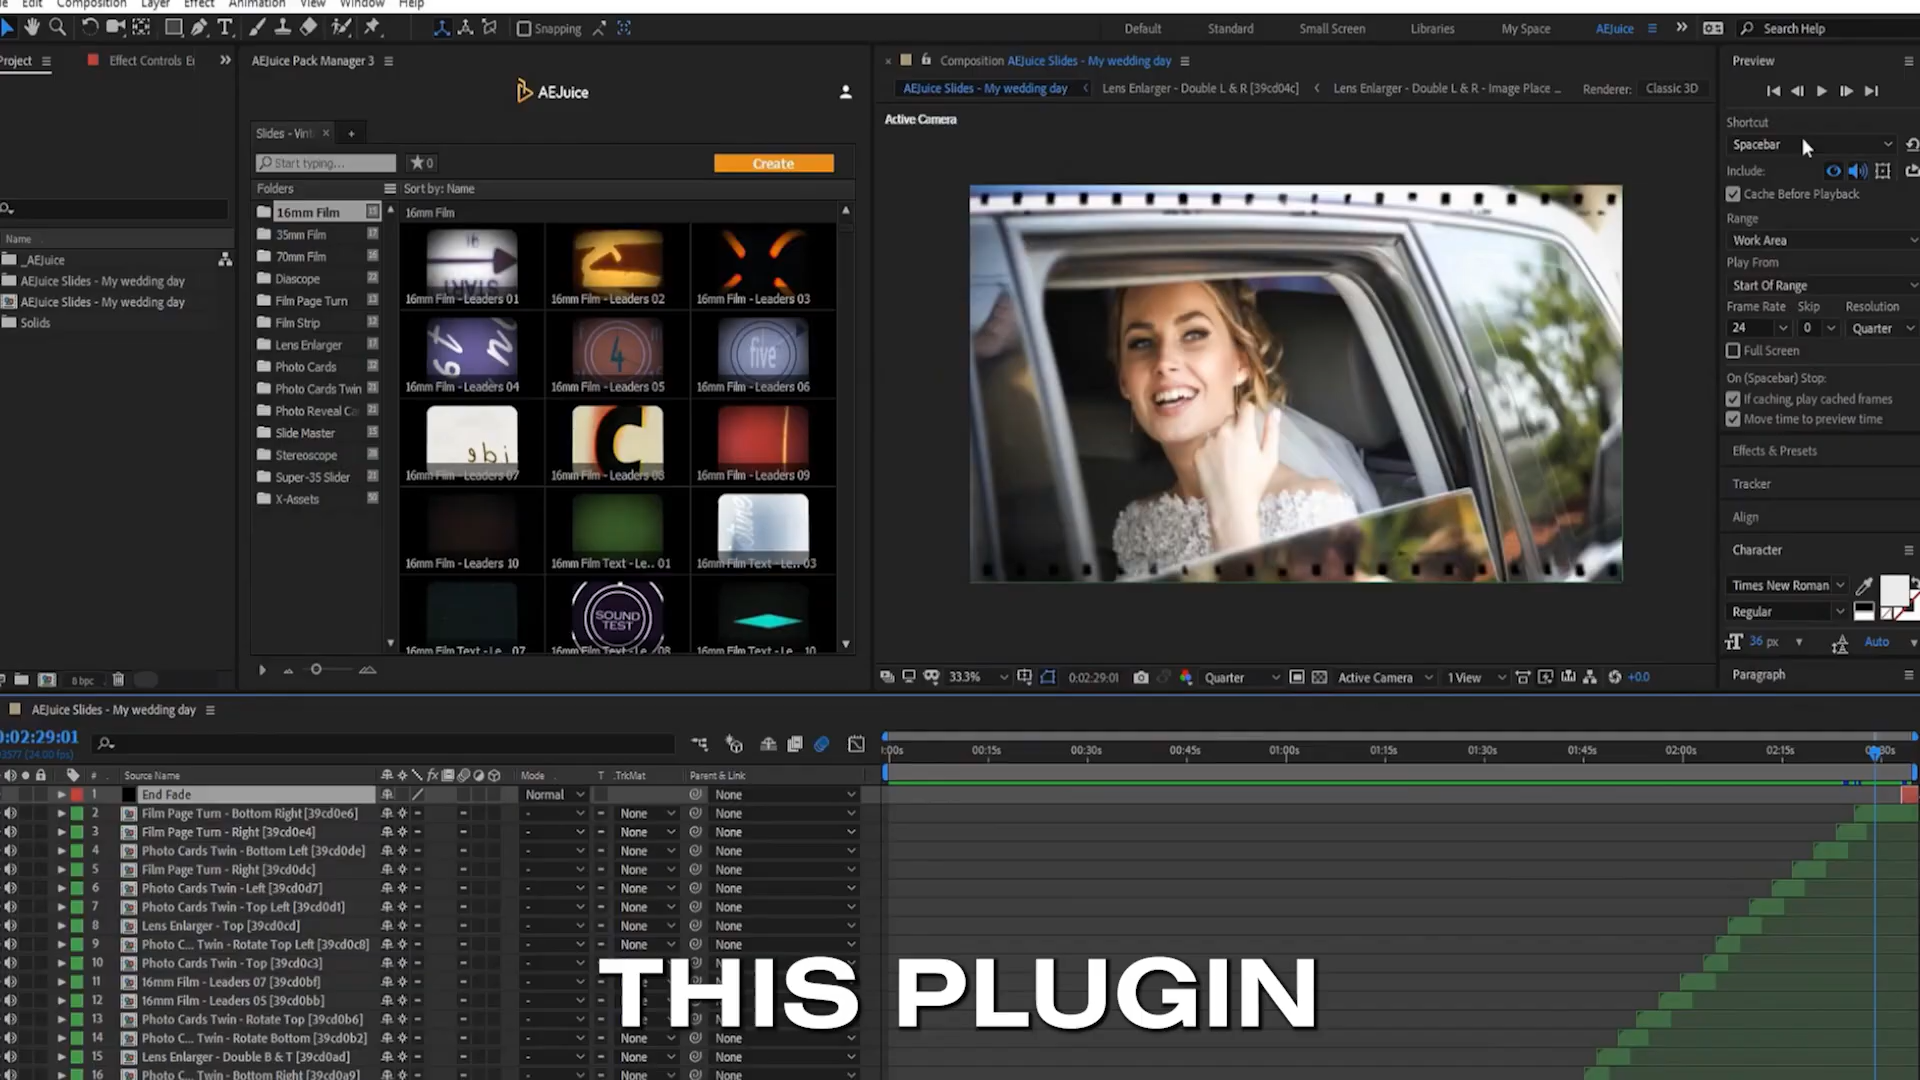 Edit Composition Layer Effect Animation View Window Help
Snapping
Default Standard Small Screen Libraries My Space AEJuice Search Help
Project Effect Controls
AEJuice Pack Manager 3
AEJuice
Slides - Vint
Start typing...
0
Create
Folders
Sort by: Name
16mm Film
35mm Film
70mm Film
Diascope
Film Page Turn
Film Strip
Lens Enlarger
Photo Cards
Photo Cards Twin
Photo Reveal Ca
Slide Master
Stereoscope
Super-35 Slider
X-Assets
16mm Film
START
16mm Film - Leaders 01
16mm Film - Leaders 02
16mm Film - Leaders 03
16mm Film - Leaders 04
4
16mm Film - Leaders 05
five
16mm Film - Leaders 06
16mm Film - Leaders 07
16mm Film - Leaders 08
16mm Film - Leaders 09
16mm Film - Leaders 10
16mm Film Text - Le.. 01
16mm Film Text - Le.. 03
16mm Film Text - Le.. 07
SOUND TEST
16mm Film Text - Le.. 08
16mm Film Text - Le.. 10
Name
_AEJuice
AEJuice Slides - My wedding day
AEJuice Slides - My wedding day
Solids
8 bpc
Composition AEJuice Slides - My wedding day
AEJuice Slides - My wedding day
Lens Enlarger - Double L & R [39cd04c]
Lens Enlarger - Double L & R - Image Place ...
Renderer: Classic 3D
Active Camera
33.3% 0:02:29:01 Quarter Active Camera 1 View +0.0
Preview
Shortcut
Spacebar
Include:
Cache Before Playback
Range
Work Area
Play From
Start Of Range
Frame Rate Skip Resolution
24 0 Quarter
Full Screen
On (Spacebar) Stop:
If caching, play cached frames
Move time to preview time
Effects & Presets
Tracker
Align
Character
Times New Roman
Regular
36 px Auto
Paragraph
AEJuice Slides - My wedding day
0:02:29:01
(24.00 fps)
:00s 00:15s 00:30s 00:45s 01:00s 01:15s 01:30s 01:45s 02:00s 02:15s
# Source Name Mode T .TrkMat Parent & Link
1 End Fade Normal None
2 Film Page Turn - Bottom Right [39cd0e6] - None None
3 Film Page Turn - Right [39cd0e4] - None None
4 Photo Cards Twin - Bottom Left [39cd0de] - None None
5 Film Page Turn - Right [39cd0dc] - None None
6 Photo Cards Twin - Left [39cd0d7] - None None
7 Photo Cards Twin - Top Left [39cd0d1] - None None
8 Lens Enlarger - Top [39cd0cd] - None None
9 Photo C... Twin - Rotate Top Left [39cd0c8] - None None
10 Photo Cards Twin - Top [39cd0c3] - None None
11 16mm Film - Leaders 07 [39cd0bf]
12 16mm Film - Leaders 05 [39cd0bb]
13 Photo Cards Twin - Rotate Top [39cd0b6]
14 Photo C... Twin - Rotate Bottom [39cd0b2] - None None
15 Lens Enlarger - Double B & T [39cd0ad] - None None
16 Photo C... Twin - Bottom Right [39cd0a9] - None None
THIS PLUGIN